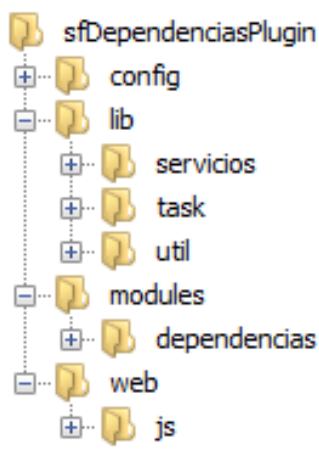 sfDependenciasPlugin
config
lib
servicios
task
util
modules
dependencias
web
js